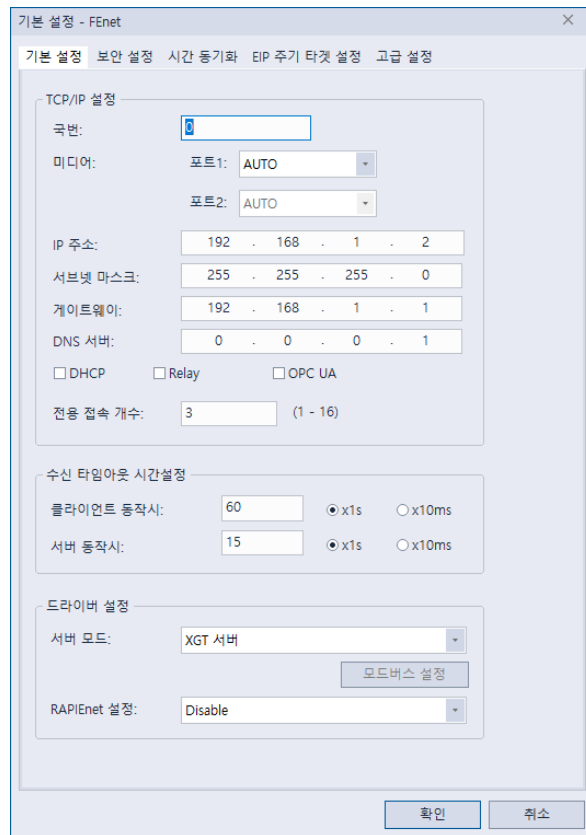 기본 설정 - FEnet
기본 설정 보안 설정 시간 동기화 EIP 주기 타겟 설정 고급 설정
TCP/IP 설정
국번: 0
미디어: 포트1: AUTO
포트2: AUTO
IP 주소: 192 . 168 . 1 . 2
서브넷 마스크: 255 . 255 . 255 . 0
게이트웨이: 192 . 168 . 1 . 1
DNS 서버: 0 . 0 . 0 . 1
DHCP Relay OPC UA
전용 접속 개수: 3 (1 - 16)
수신 타임아웃 시간설정
클라이언트 동작시: 60 x1s x10ms
서버 동작시: 15 x1s x10ms
드라이버 설정
서버 모드: XGT 서버
모드버스 설정
RAPIEnet 설정: Disable
확인 취소